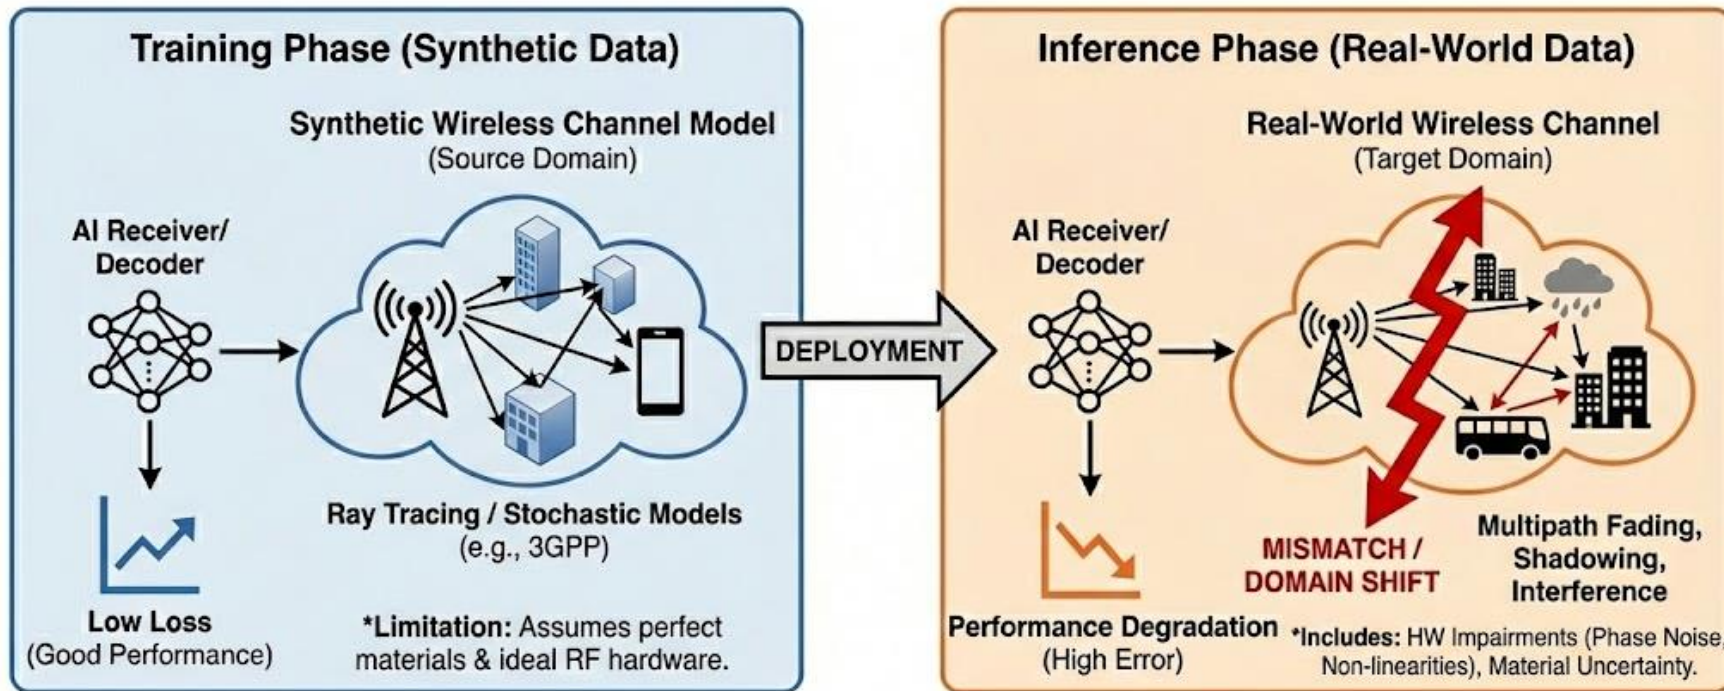 Training Phase (Synthetic Data)
Synthetic Wireless Channel Model
(Source Domain)
AI Receiver/
Decoder
Ray Tracing / Stochastic Models
(e.g., 3GPP)
Low Loss
(Good Performance)
*Limitation: Assumes perfect
materials & ideal RF hardware.
DEPLOYMENT
Inference Phase (Real-World Data)
Real-World Wireless Channel
(Target Domain)
AI Receiver/
Decoder
MISMATCH /
DOMAIN SHIFT
Multipath Fading,
Shadowing,
Interference
Performance Degradation
(High Error)
*Includes: HW Impairments (Phase Noise,
Non-linearities), Material Uncertainty.